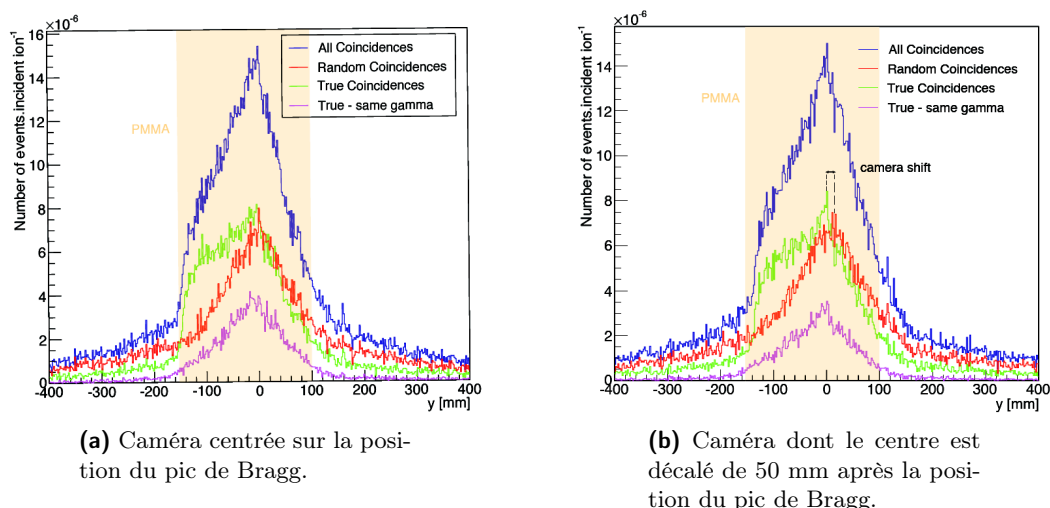 ×10⁻⁶
Number of events.incident ion⁻¹
16
14
12
10
8
6
4
2
0
-400 -300 -200 -100 0 100 200 300 400
y [mm]
PMMA
All Coincidences
Random Coincidences
True Coincidences
True - same gamma
(a) Caméra centrée sur la posi-
tion du pic de Bragg.
×10⁻⁶
Number of events.incident ion⁻¹
16
14
12
10
8
6
4
2
0
-400 -300 -200 -100 0 100 200 300 400
y [mm]
PMMA
All Coincidences
Random Coincidences
True Coincidences
True - same gamma
camera shift
(b) Caméra dont le centre est
décalé de 50 mm après la posi-
tion du pic de Bragg.